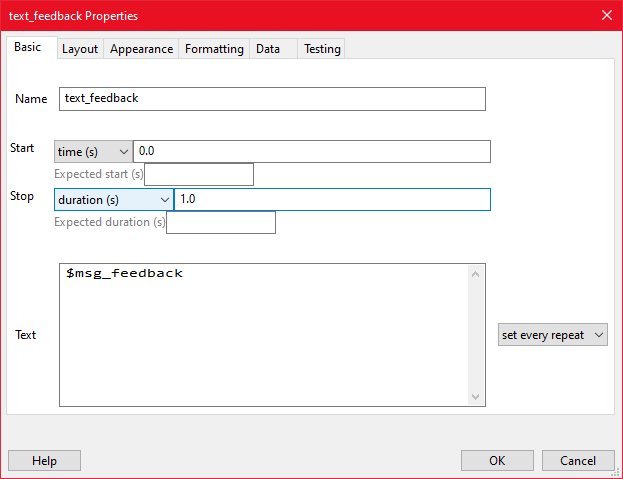 text_feedback Properties
Basic Layout Appearance Formatting Data Testing
Name text_feedback
Start time (s) 0.0
Expected start (s)
Stop duration (s) 1.0
Expected duration (s)
$msg_feedback
Text set every repeat
Help OK Cancel